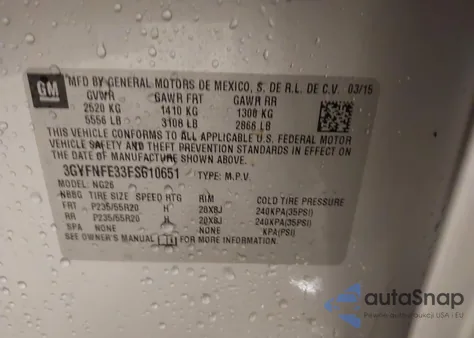 GM
MFD BY GENERAL MOTORS DE MEXICO, S. DE R.L. DE C.V. 03/15
GVWR GAWR FRT GAWR RR
2520 KG 1410 KG 1300 KG
5556 LB 3108 LB 2866 LB
THIS VEHICLE CONFORMS TO ALL APPLICABLE U.S. FEDERAL MOTOR
VEHICLE SAFETY AND THEFT PREVENTION STANDARDS IN EFFECT ON
THE DATE OF MANUFACTURE SHOWN ABOVE.
3GYFNFE33FS610651 TYPE: M.P.V.
MODEL: NG26
TIRE SIZE SPEED RTG RIM COLD TIRE PRESSURE
FRT P235/55R20 H 20X8J 240KPA(35PSI)
RR P235/55R20 H 20X8J 240KPA(35PSI)
SPA NONE NONE KPA(PSI)
SEE OWNER'S MANUAL FOR MORE INFORMATION.
autoSnap
USA | EU